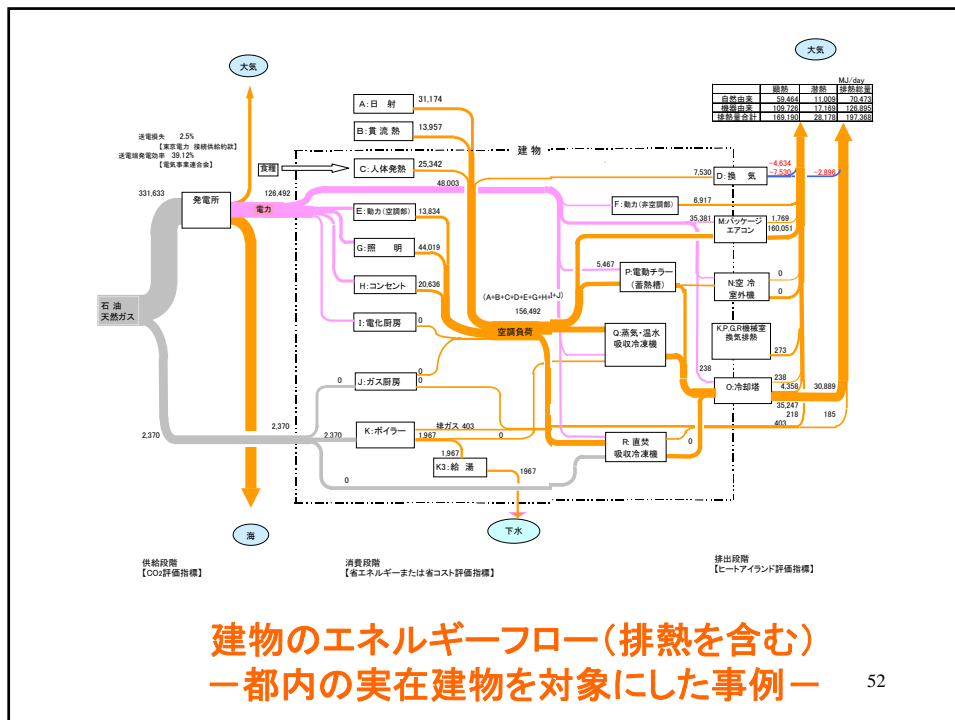 大気
大気
MJ/day
顕熱 潜熱 排熱総量
自然由来 59,464 11,009 70,473
機器由来 109,726 17,169 126,895
排熱量合計 169,190 28,178 197,368
送電損失 2.5%
【東京電力 接続供給約款】
送電端発電効率 39.12%
【電気事業連合会】
A:日 射
31,174
B:貫流熱
13,957
建 物
食糧
C:人体発熱
25,342
48,003
7,530
D:換 気
-4,634
-7,530
-2,896
331,633
発電所
126,492
電力
E:動力(空調部)
13,834
F:動力(非空調部)
6,917
35,381
M:パッケージ
エアコン
1,769
160,051
G:照 明
44,019
5,467
P:電動チラー
(蓄熱槽)
N:空 冷
室外機
0
0
H:コンセント
20,636
(A+B+C+D+E+G+H+I+J)
156,492
空調負荷
石 油
天然ガス
I:電化厨房
0
Q:蒸気・温水
吸収冷凍機
K,P,Q,R機械室
換気排熱
273
0
J:ガス厨房
0
0
238
O:冷却塔
238
4,358
30,889
35,247
218
185
403
2,370
2,370
2,370
K:ボイラー
排ガス 403
1,967
0
R:直焚
吸収冷凍機
0
1,967
K3:給 湯
1967
0
海
下水
供給段階
【CO2評価指標】
消費段階
【省エネルギーまたは省コスト評価指標】
排出段階
【ヒートアイランド評価指標】
建物のエネルギーフロー(排熱を含む)
-都内の実在建物を対象にした事例-
52